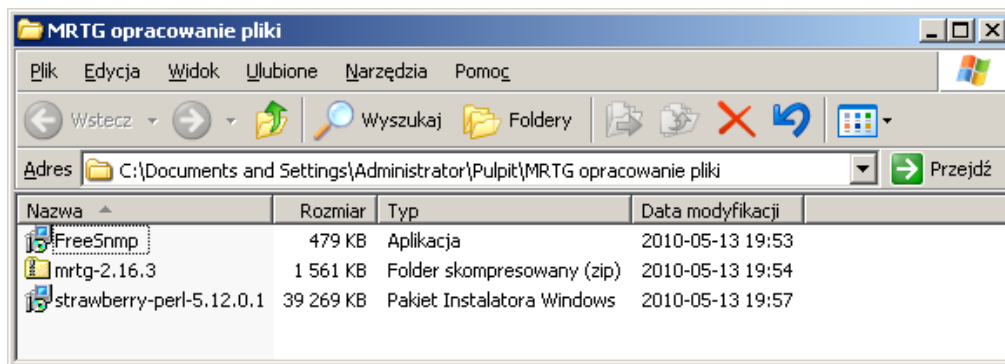 MRTG opracowanie pliki
Plik Edycja Widok Ulubione Narzędzia Pomoc
Wstecz Wyszukaj Foldery
Adres C:\Documents and Settings\Administrator\Pulpit\MRTG opracowanie pliki Przejdź
Nazwa Rozmiar Typ Data modyfikacji
FreeSnmp 479 KB Aplikacja 2010-05-13 19:53
mrtg-2.16.3 1 561 KB Folder skompresowany (zip) 2010-05-13 19:54
strawberry-perl-5.12.0.1 39 269 KB Pakiet Instalatora Windows 2010-05-13 19:57